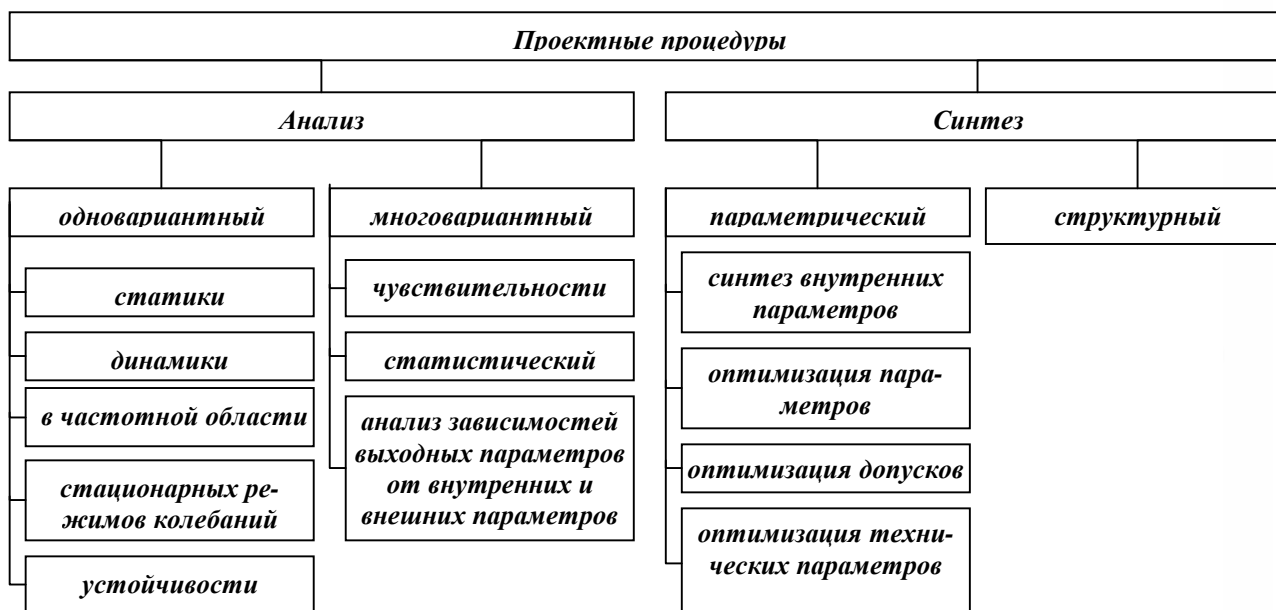 Проектные процедуры
Анализ
Синтез
одновариантный
многовариантный
параметрический
структурный
статики
динамики
в частотной области
стационарных ре-
жимов колебаний
устойчивости
чувствительности
статистический
анализ зависимостей
выходных параметров
от внутренних и
внешних параметров
синтез внутренних
параметров
оптимизация пара-
метров
оптимизация допусков
оптимизация техни-
ческих параметров